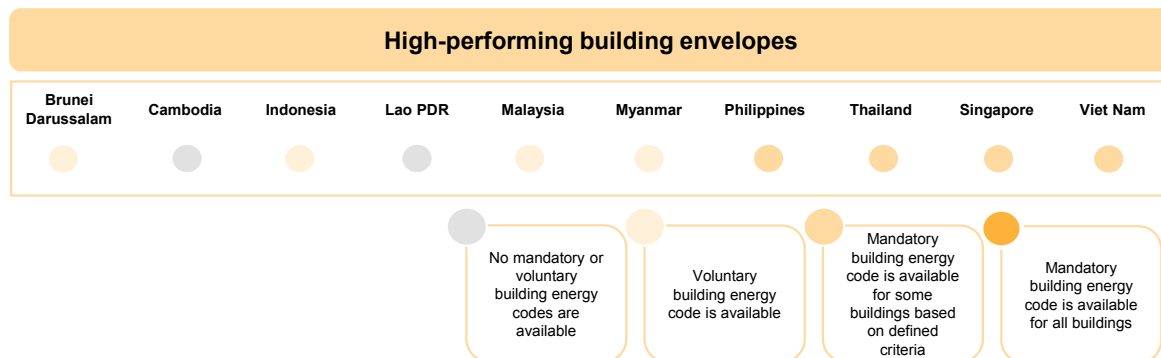 High-performing building envelopes
Brunei
Darussalam
Cambodia
Indonesia
Lao PDR
Malaysia
Myanmar
Philippines
Thailand
Singapore
Viet Nam
No mandatory or
voluntary
building energy
codes are
available
Voluntary
building energy
code is available
Mandatory
building energy
code is available
for some
buildings based
on defined
criteria
Mandatory
building energy
code is available
for all buildings